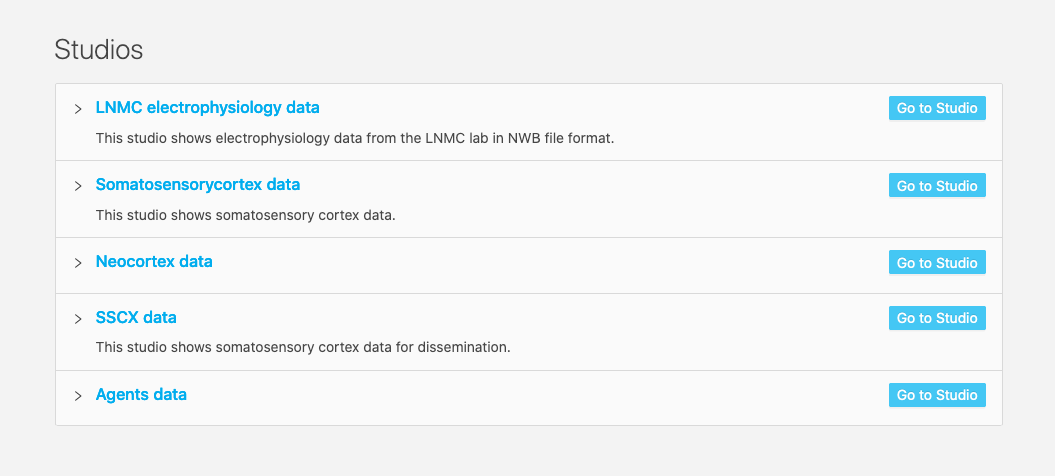 Studios
LNMC electrophysiology data
Go to Studio
This studio shows electrophysiology data from the LNMC lab in NWB file format.
Somatosensorycortex data
Go to Studio
This studio shows somatosensory cortex data.
Neocortex data
Go to Studio
SSCX data
Go to Studio
This studio shows somatosensory cortex data for dissemination.
Agents data
Go to Studio